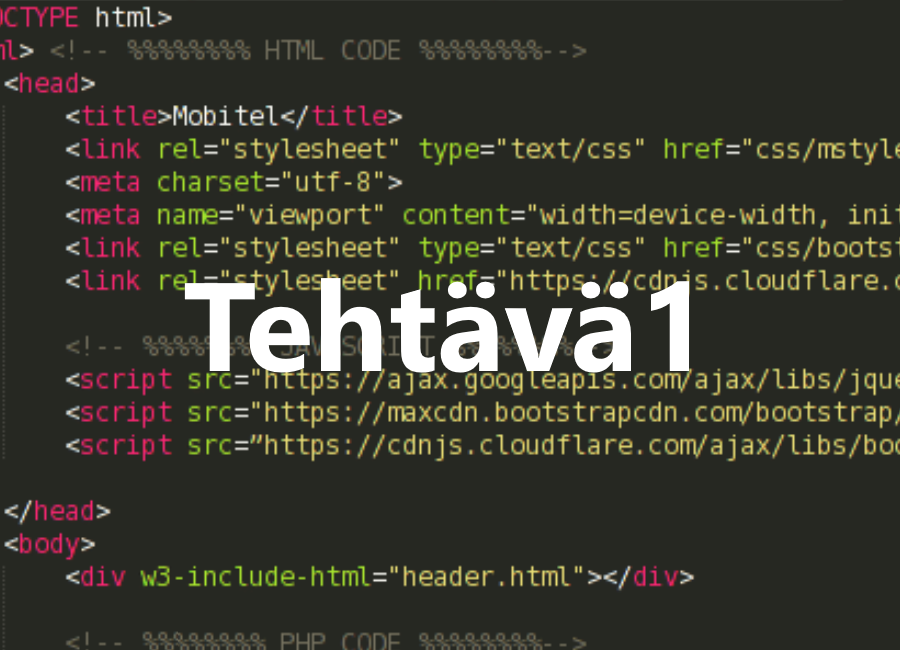 OCTYPE html>
ml> <!-- %%%%%%%% HTML CODE %%%%%%%%-->
<head>
<title>Mobitel</title>
<link rel="stylesheet" type="text/css" href="css/mstyle
<meta charset="utf-8">
<meta name="viewport" content="width=device-width, init
<link rel="stylesheet" type="text/css" href="css/bootst
<link rel="stylesheet" href="https://cdnjs.cloudflare.c
Tehtävä1
<!-- %%%%%%%% JAVASCRIPT
<script src="https://ajax.googleapis.com/ajax/libs/jque
<script src="https://maxcdn.bootstrapcdn.com/bootstrap/
<script src=”https://cdnjs.cloudflare.com/ajax/libs/boo
</head>
<body>
<div w3-include-html="header.html"></div>
<!-- %%%%%%%% PHP CODE %%%%%%%%-->